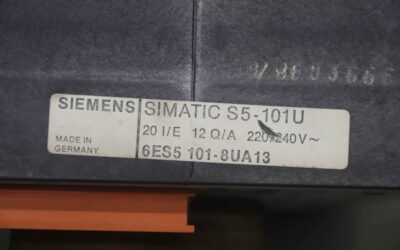 SIEMENS
SIMATIC S5-101U
20 I/E 12 Q/A 220/240V~
MADE IN
GERMANY
6ES5 101-8UA13